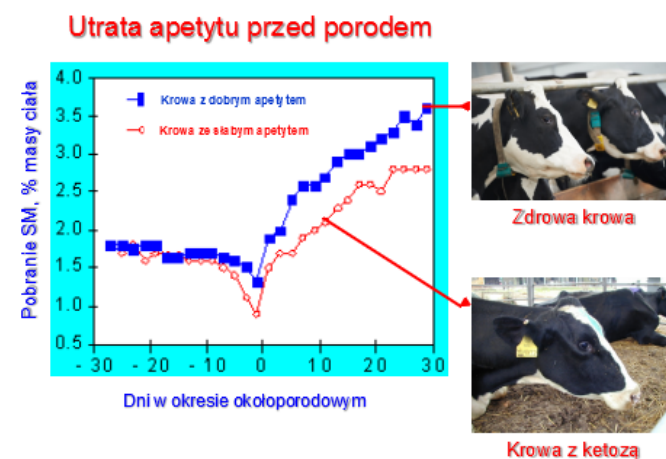 Utrata apetytu przed porodem
Pobranie SM, % masy ciała
4.0
3.5
3.0
2.5
2.0
1.5
1.0
0.5
Krowa z dobrym apetytem
Krowa ze słabym apetytem
- 30 - 20 - 10 0 10 20 30
Dni w okresie okołoporodowym
Zdrowa krowa
Krowa z ketozą